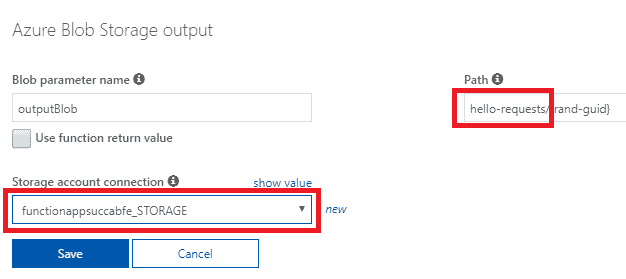 Azure Blob Storage output
Blob parameter name
Path
outputBlob
hello-requests/rand-guid}
Use function return value
Storage account connection
show value
functionappsuccabfe_STORAGE
new
Save
Cancel